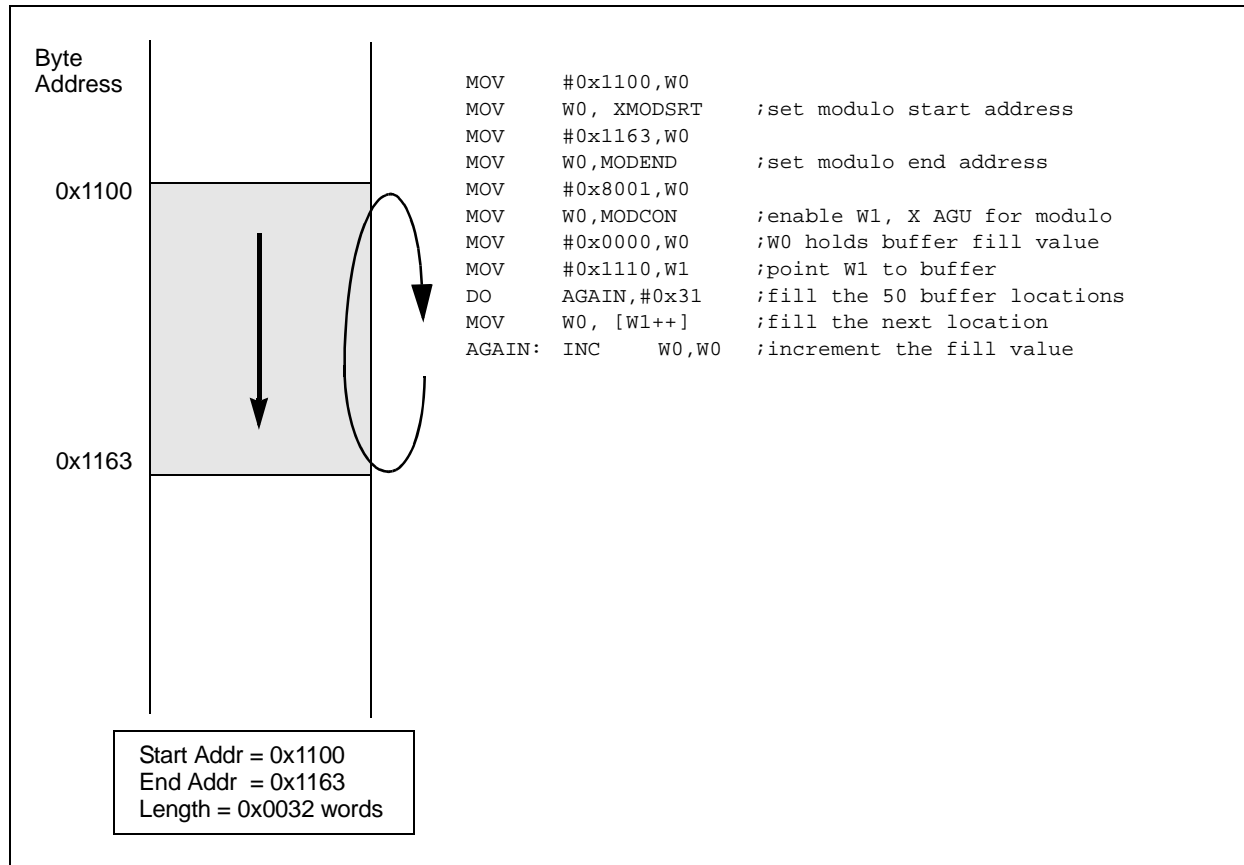 Byte
Address
MOV #0x1100,W0
MOV W0, XMODSRT ;set modulo start address
MOV #0x1163,W0
MOV W0,MODEND ;set modulo end address
MOV #0x8001,W0
MOV W0,MODCON ;enable W1, X AGU for modulo
MOV #0x0000,W0 ;W0 holds buffer fill value
MOV #0x1110,W1 ;point W1 to buffer
DO AGAIN,#0x31 ;fill the 50 buffer locations
MOV W0, [W1++] ;fill the next location
AGAIN: INC W0,W0 ;increment the fill value
0x1100
0x1163
Start Addr = 0x1100
End Addr = 0x1163
Length = 0x0032 words